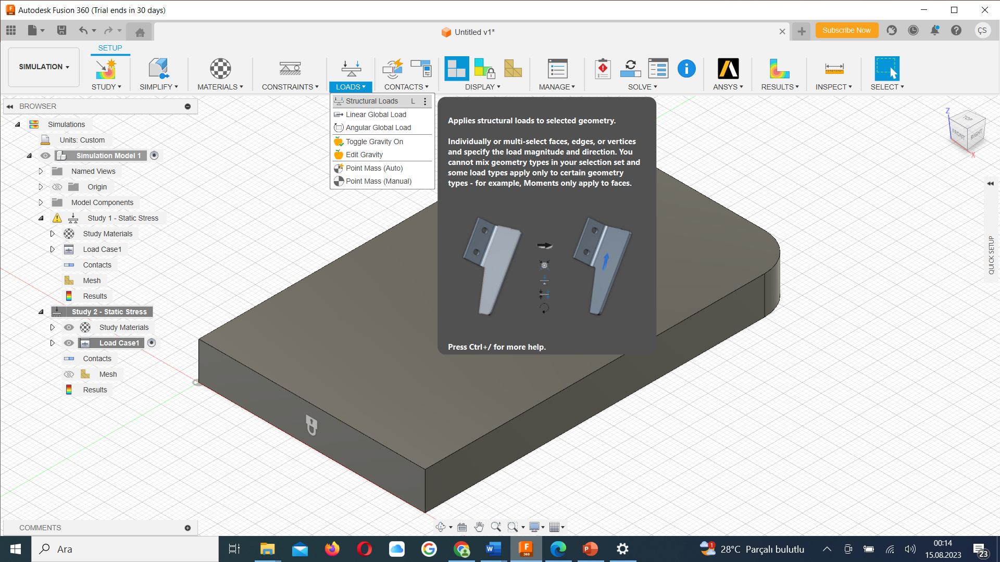 Autodesk Fusion 360 (Trial ends in 30 days)
Untitled v1*
Subscribe Now
ÇS
SETUP
SIMULATION
STUDY
SIMPLIFY
MATERIALS
CONSTRAINTS
LOADS
CONTACTS
DISPLAY
MANAGE
SOLVE
ANSYS
RESULTS
INSPECT
SELECT
BROWSER
Simulations
Units: Custom
Simulation Model 1
Named Views
Origin
Model Components
Study 1 - Static Stress
Study Materials
Load Case1
Contacts
Mesh
Results
Study 2 - Static Stress
Study Materials
Load Case1
Contacts
Mesh
Results
Structural Loads L
Linear Global Load
Angular Global Load
Toggle Gravity On
Edit Gravity
Point Mass (Auto)
Point Mass (Manual)
Applies structural loads to selected geometry.
Individually or multi-select faces, edges, or vertices
and specify the load magnitude and direction. You
cannot mix geometry types in your selection set and
some load types apply only to certain geometry
types - for example, Moments only apply to faces.
Press Ctrl+/ for more help.
Z
TOP
FRONT
RIGHT
X
QUICK SETUP
COMMENTS
Ara
F
360
W
P
1
28°C Parçalı bulutlu
00:14
15.08.2023
23